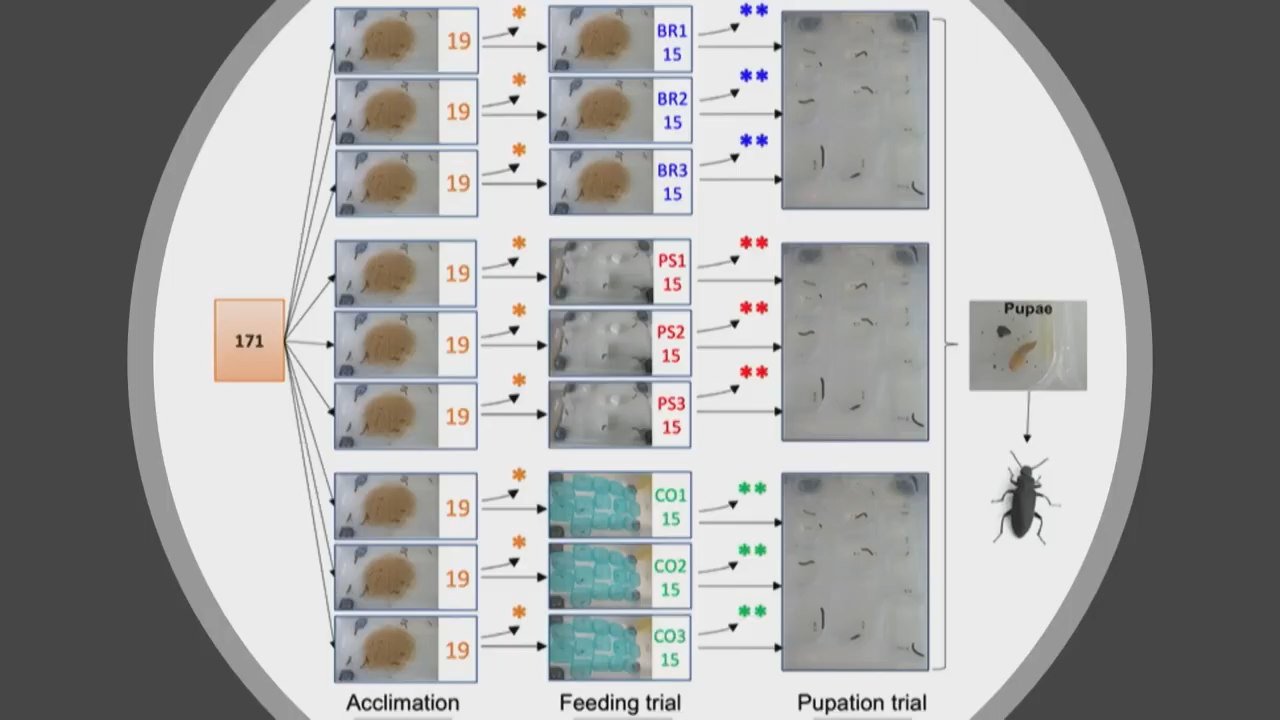 *
**
19
BR1
15
*
**
19
BR2
15
*
**
19
BR3
15
*
**
19
PS1
15
171
*
**
19
PS2
15
Pupae
*
**
19
PS3
15
*
**
19
CO1
15
*
**
19
CO2
15
*
**
19
CO3
15
Acclimation
Feeding trial
Pupation trial